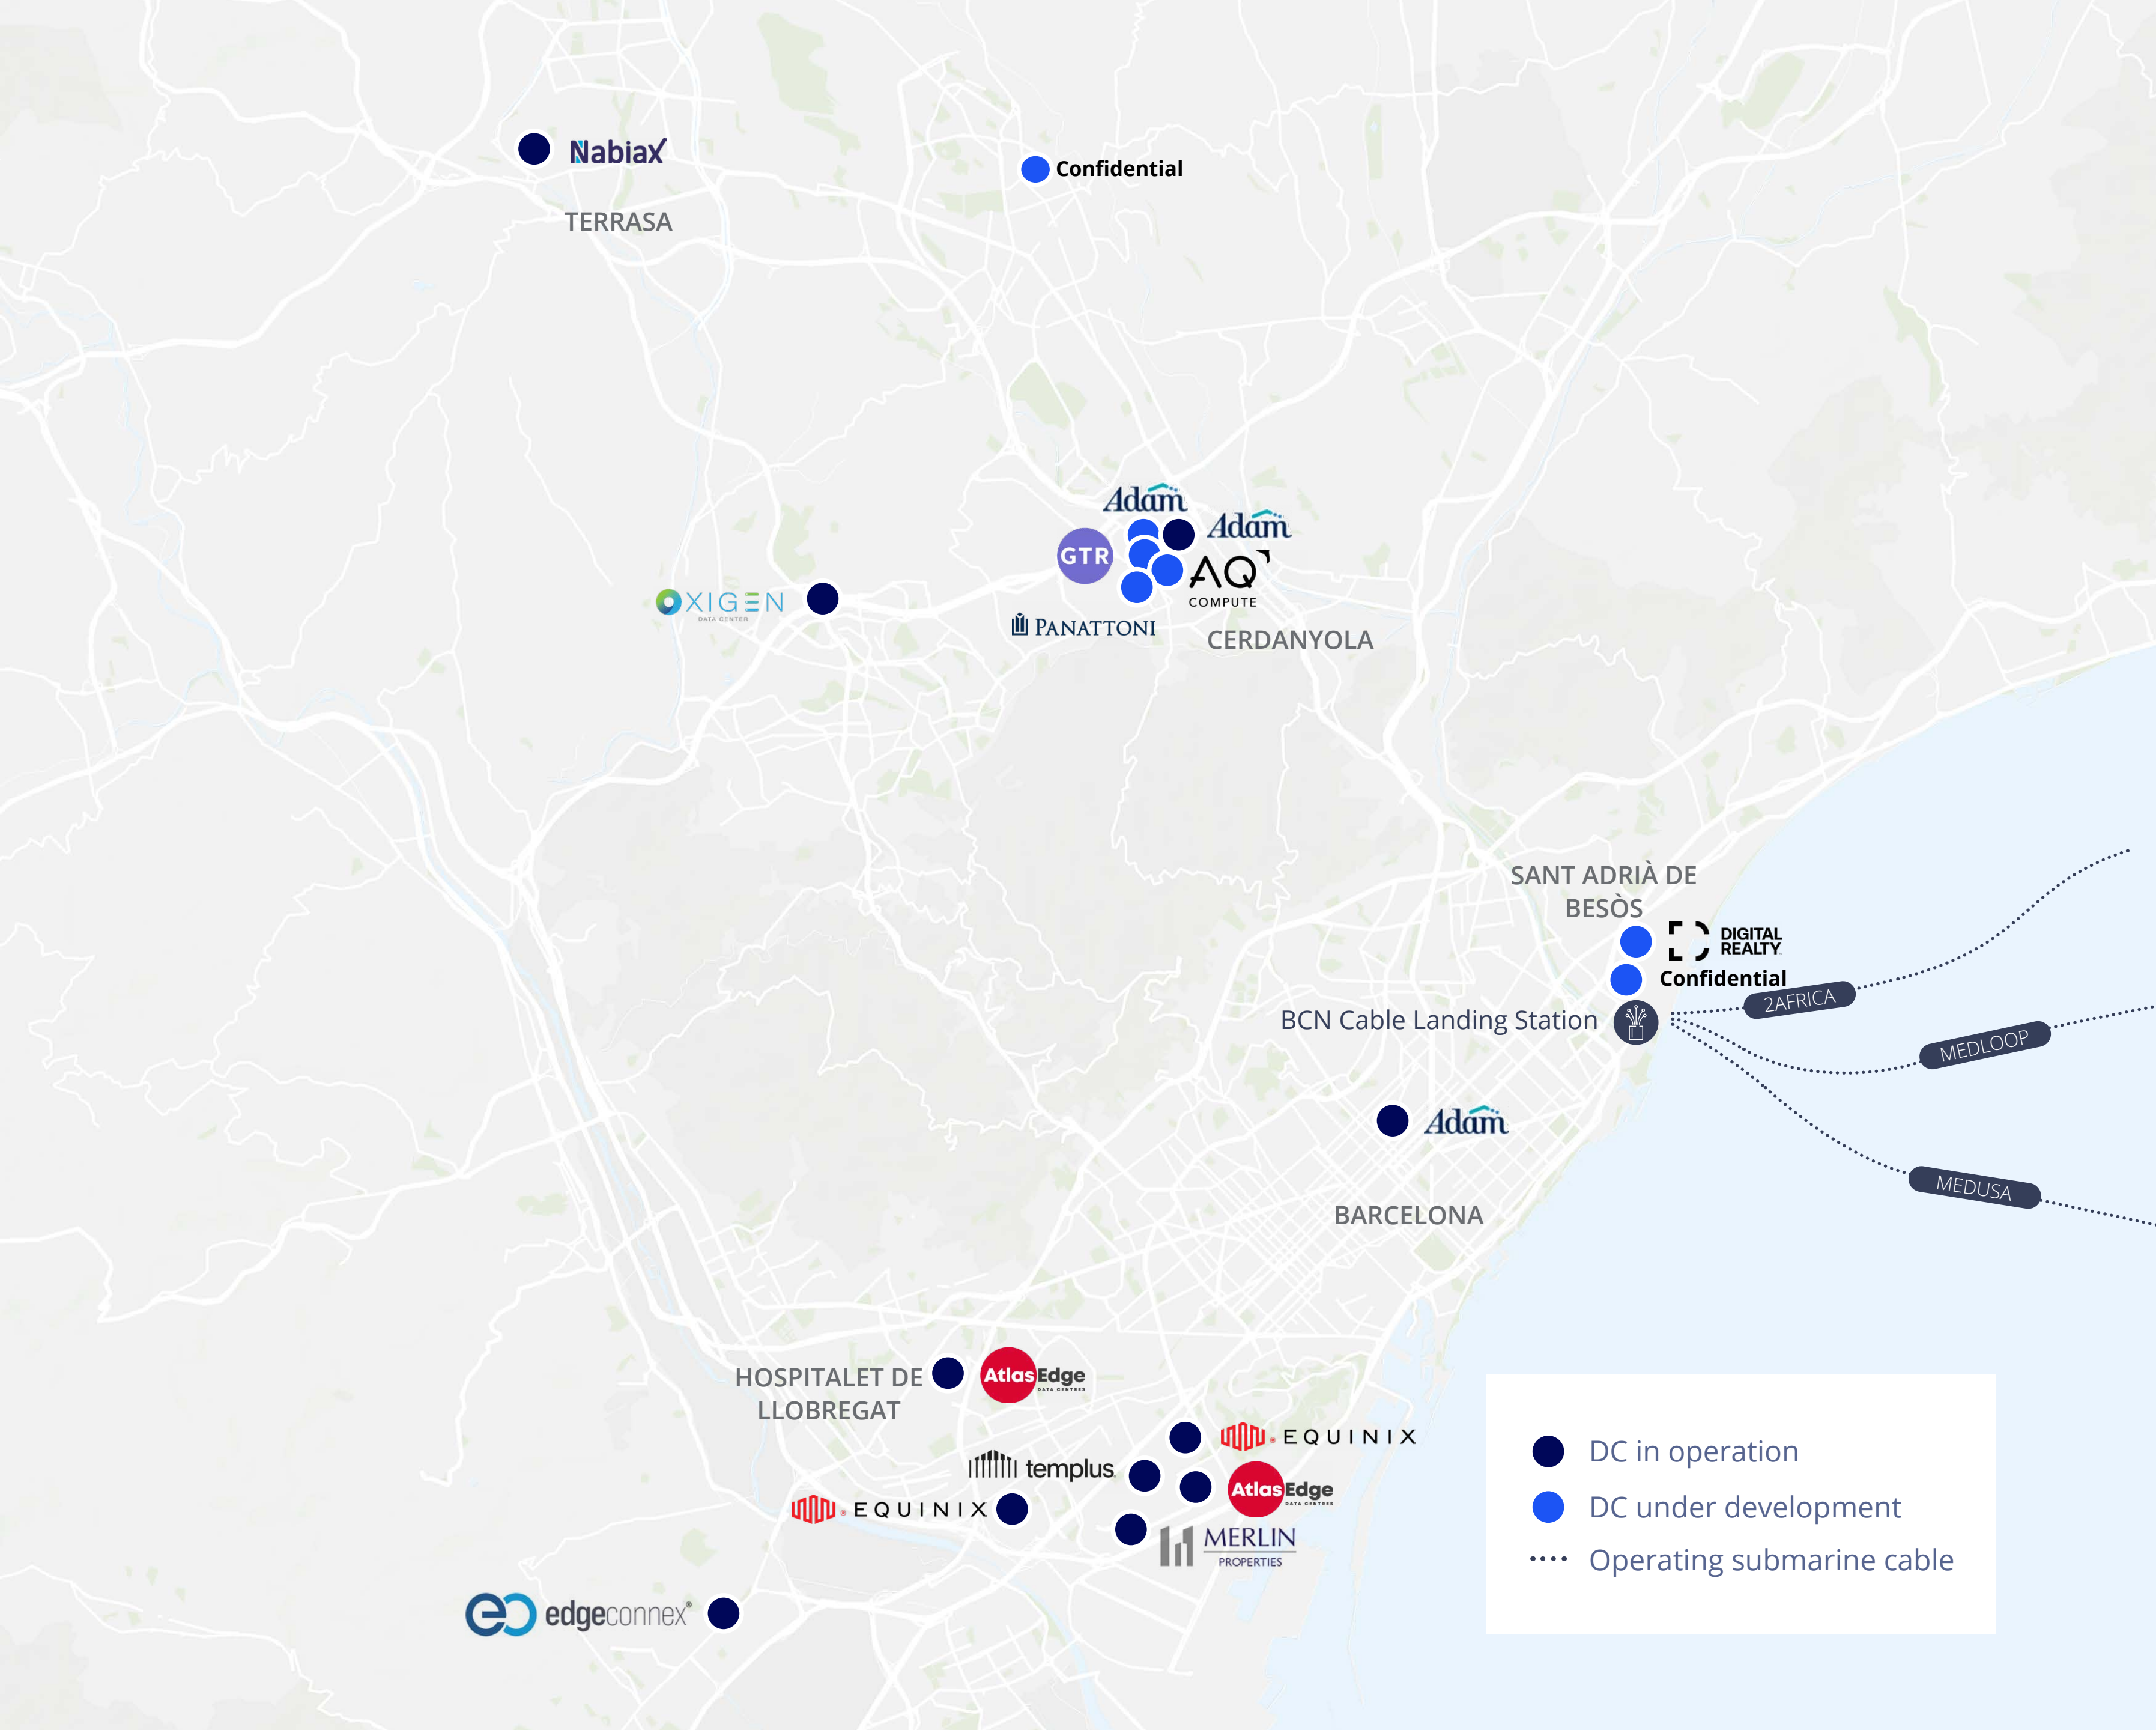 NabiaX
Confidential
TERRASA
Adam
Adam
GTR
AQ
COMPUTE
OXIGEN
DATA CENTER
PANATTONI
CERDANYOLA
SANT ADRIÀ DE
BESÒS
DIGITAL
REALTY
Confidential
2AFRICA
BCN Cable Landing Station
MEDLOOP
Adam
MEDUSA
BARCELONA
HOSPITALET DE
LLOBREGAT
AtlasEdge
DATA CENTRES
EQUINIX
templus
AtlasEdge
DATA CENTRES
EQUINIX
MERLIN
PROPERTIES
edgeconnex®
DC in operation
DC under development
Operating submarine cable